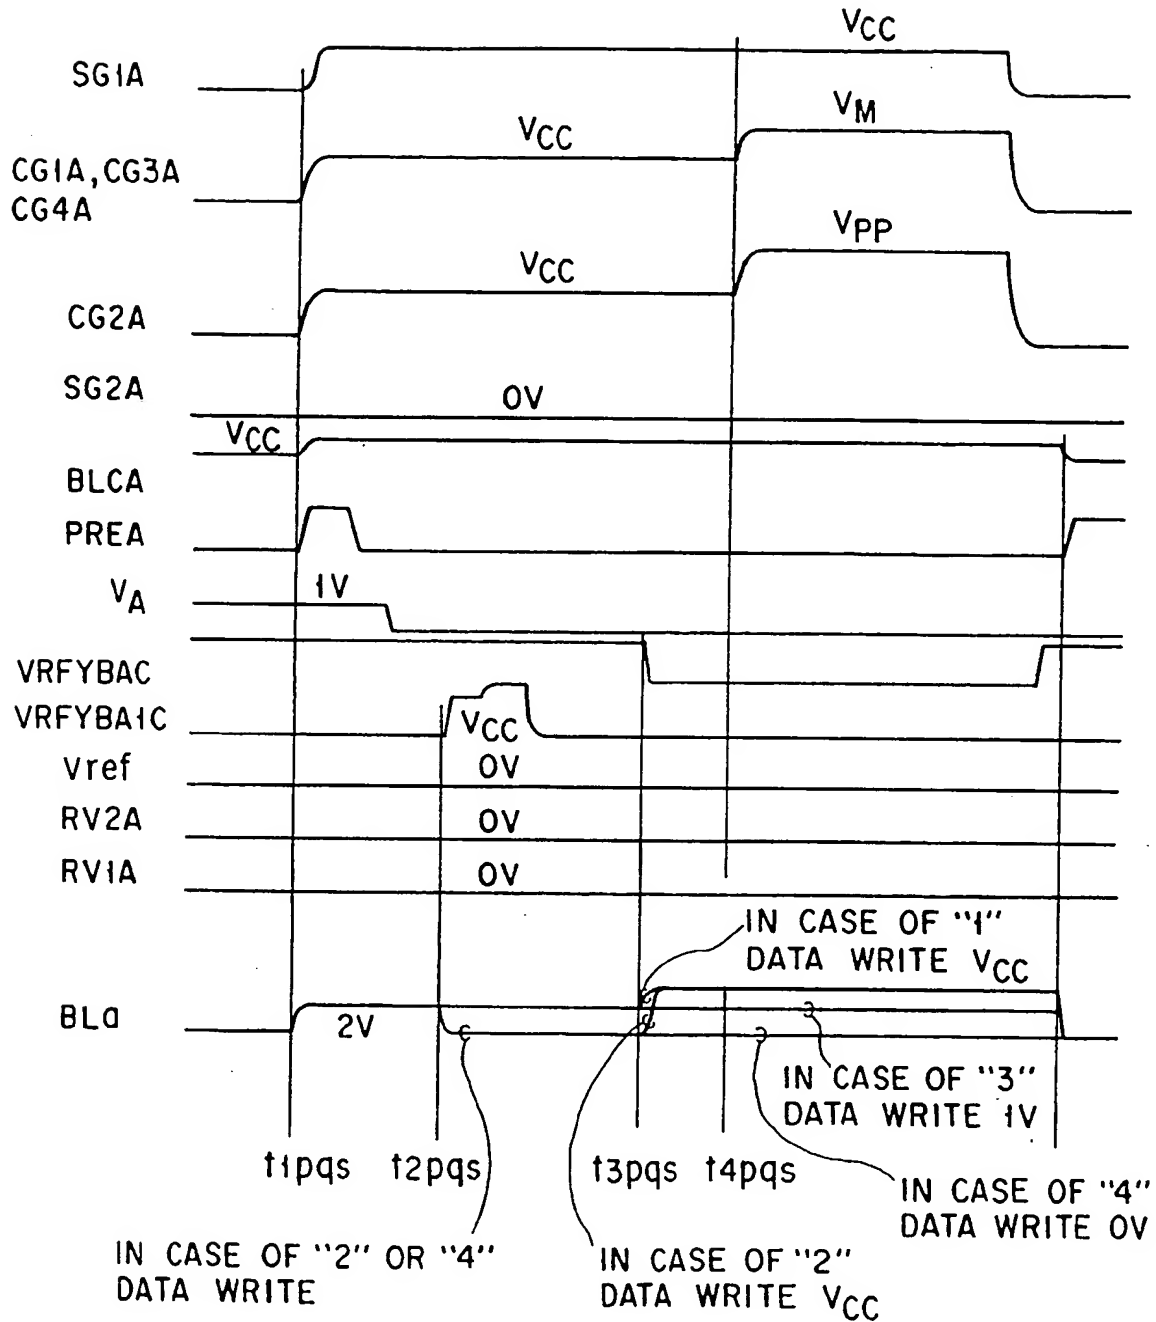 VCC
SG1A
VM
VCC
CG1A, CG3A
CG4A
VPP
VCC
CG2A
SG2A
0V
VCC
BLCA
PREA
VA
1V
VRFYBAC
VRFYBA1C
VCC
Vref
0V
RV2A
0V
RV1A
0V
IN CASE OF "1"
DATA WRITE VCC
BLa
2V
IN CASE OF "3"
DATA WRITE 1V
t1pqs
t2pqs
t3pqs
t4pqs
IN CASE OF "4"
DATA WRITE 0V
IN CASE OF "2" OR "4"
DATA WRITE
IN CASE OF "2"
DATA WRITE VCC